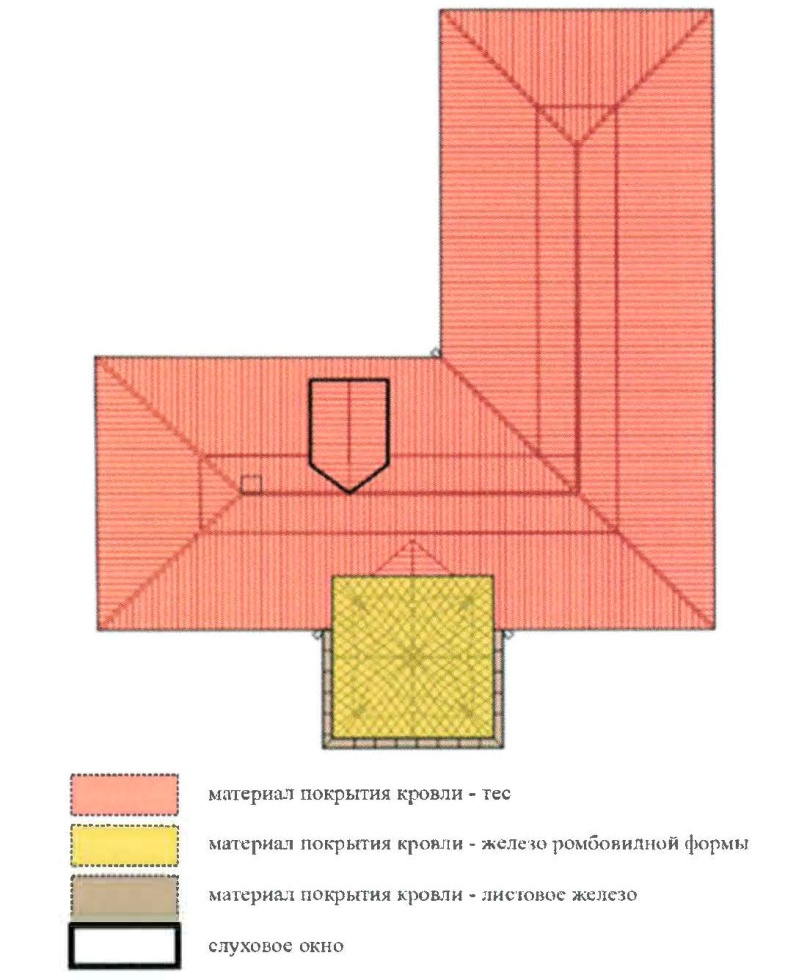 материал покрытия кровли - тес
материал покрытия кровли - железо ромбовидной формы
материал покрытия кровли - листовое железо
слуховое окно